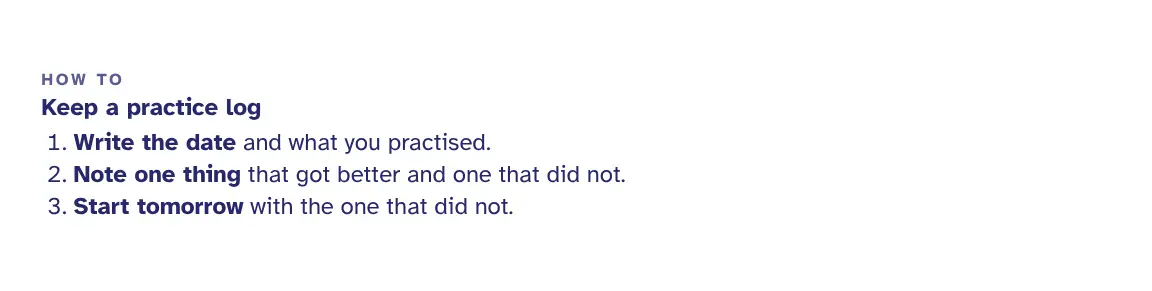 HOW TO
Keep a practice log
1. Write the date and what you practised.
2. Note one thing that got better and one that did not.
3. Start tomorrow with the one that did not.